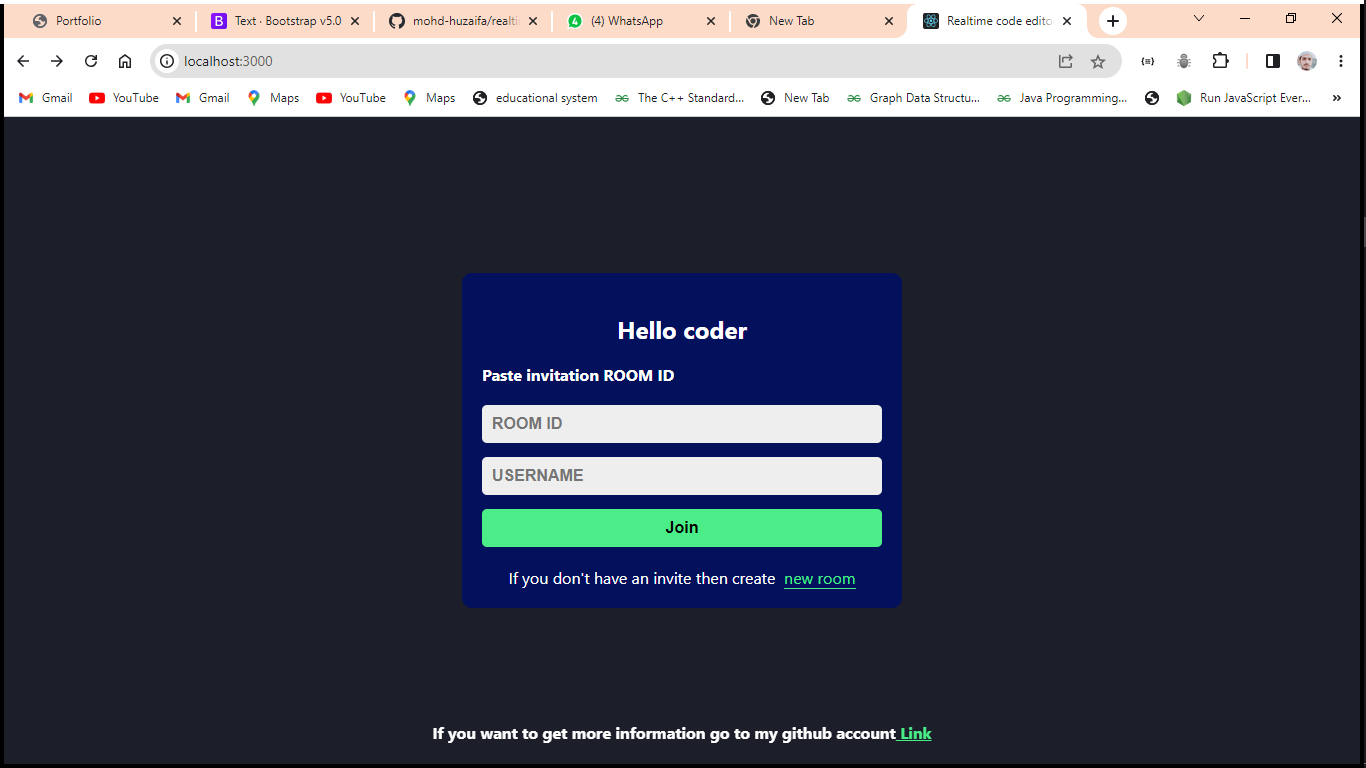 Portfolio
Text · Bootstrap v5.0
mohd-huzaifa/realti
(4) WhatsApp
New Tab
Realtime code edito
localhost:3000
Gmail
YouTube
Gmail
Maps
YouTube
Maps
educational system
The C++ Standard...
New Tab
Graph Data Structu...
Java Programming...
Run JavaScript Ever...
»
Hello coder
Paste invitation ROOM ID
ROOM ID
USERNAME
Join
If you don't have an invite then create new room
If you want to get more information go to my github account Link